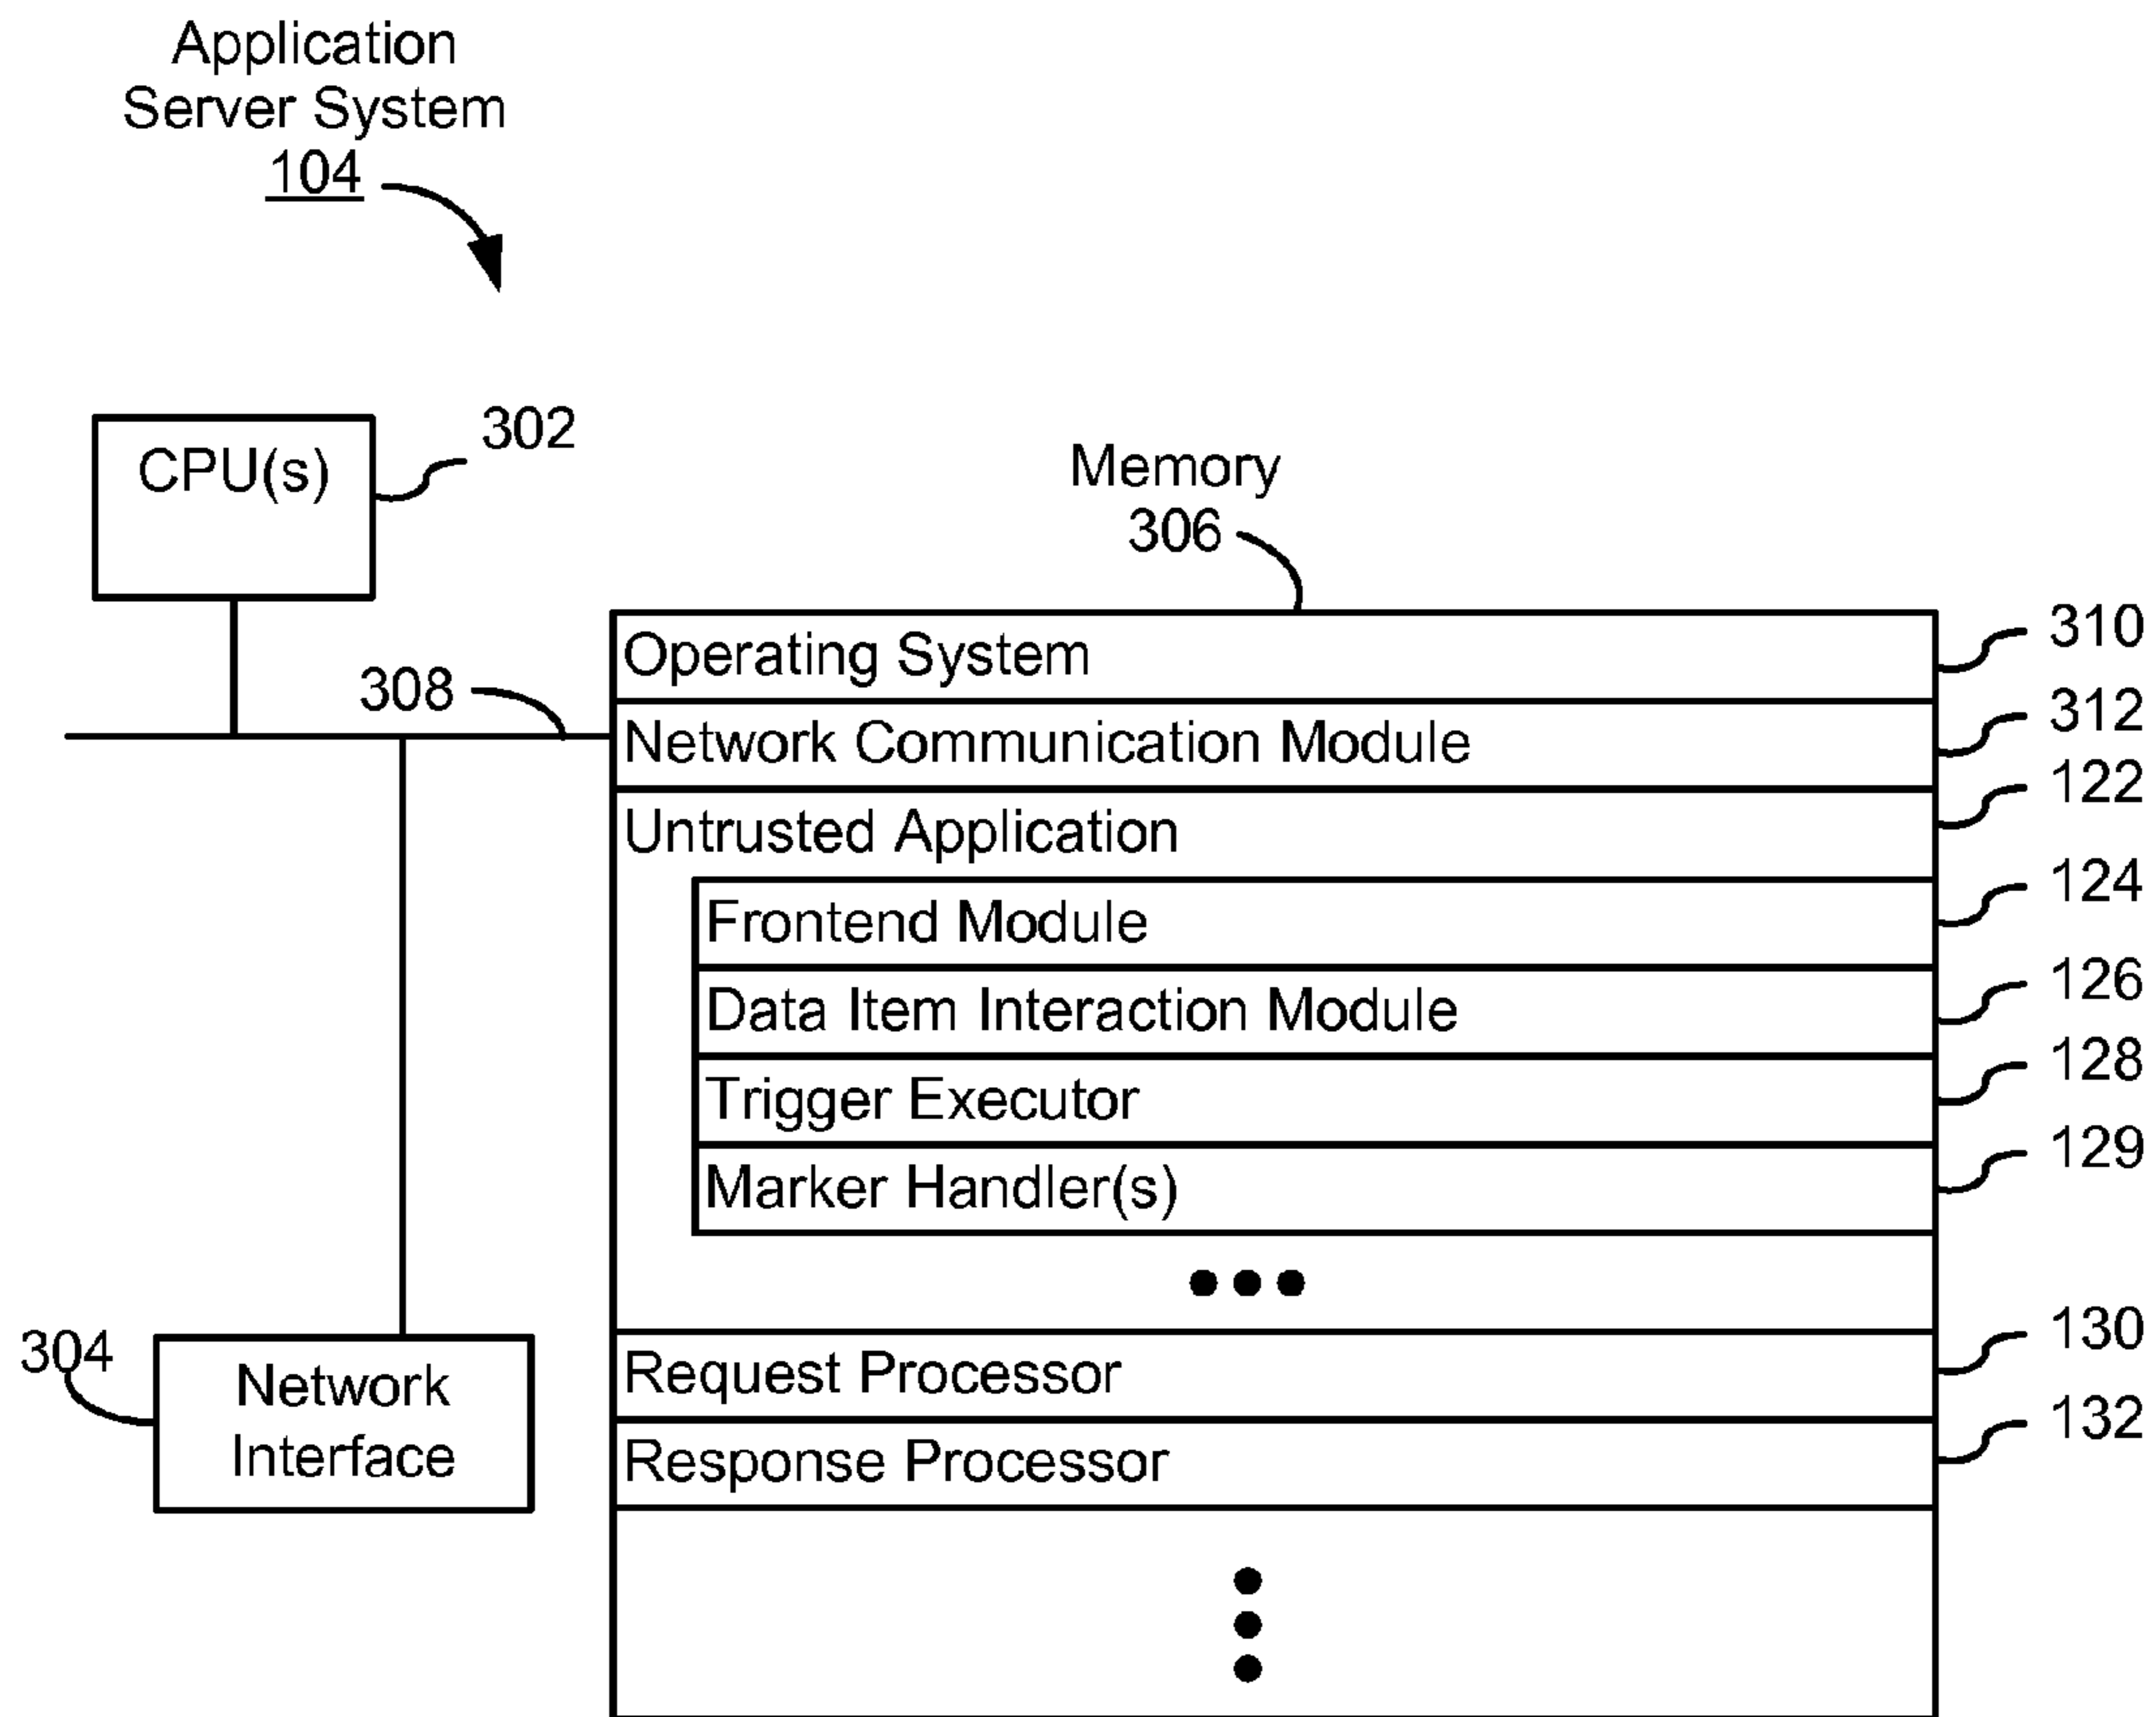 Application
Server System
104
CPU(s)
302
Memory
306
308
Operating System
310
Network Communication Module
312
Untrusted Application
122
Frontend Module
124
Data Item Interaction Module
126
Trigger Executor
128
Marker Handler(s)
129
Request Processor
130
Response Processor
132
304
Network
Interface